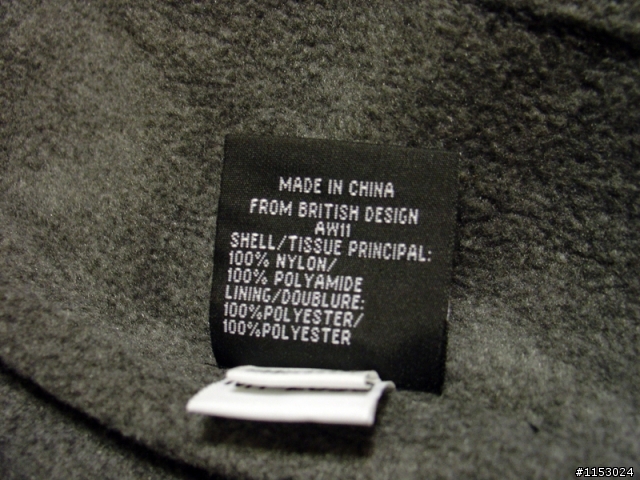 MADE IN CHINA
FROM BRITISH DESIGN
AW11
SHELL/TISSUE PRINCIPAL:
100% NYLON/
100% POLYAMIDE
LINING/DOUBLURE:
100%POLYESTER/
100%POLYESTER
#1153024